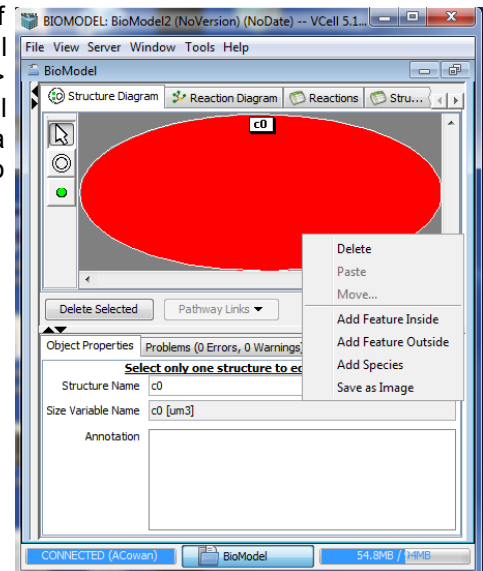 f
l
>
l
a
o
BIOMODEL: BioModel2 (NoVersion) (NoDate) -- VCell 5.1...
File View Server Window Tools Help
BioModel
Structure Diagram Reaction Diagram Reactions Stru...
c0
Delete
Paste
Move...
Add Feature Inside
Add Feature Outside
Add Species
Save as Image
Delete Selected Pathway Links
Object Properties Problems (0 Errors, 0 Warnings)
Select only one structure to ed
Structure Name c0
Size Variable Name c0 [um3]
Annotation
CONNECTED (ACowan) BioModel 54.8MB /